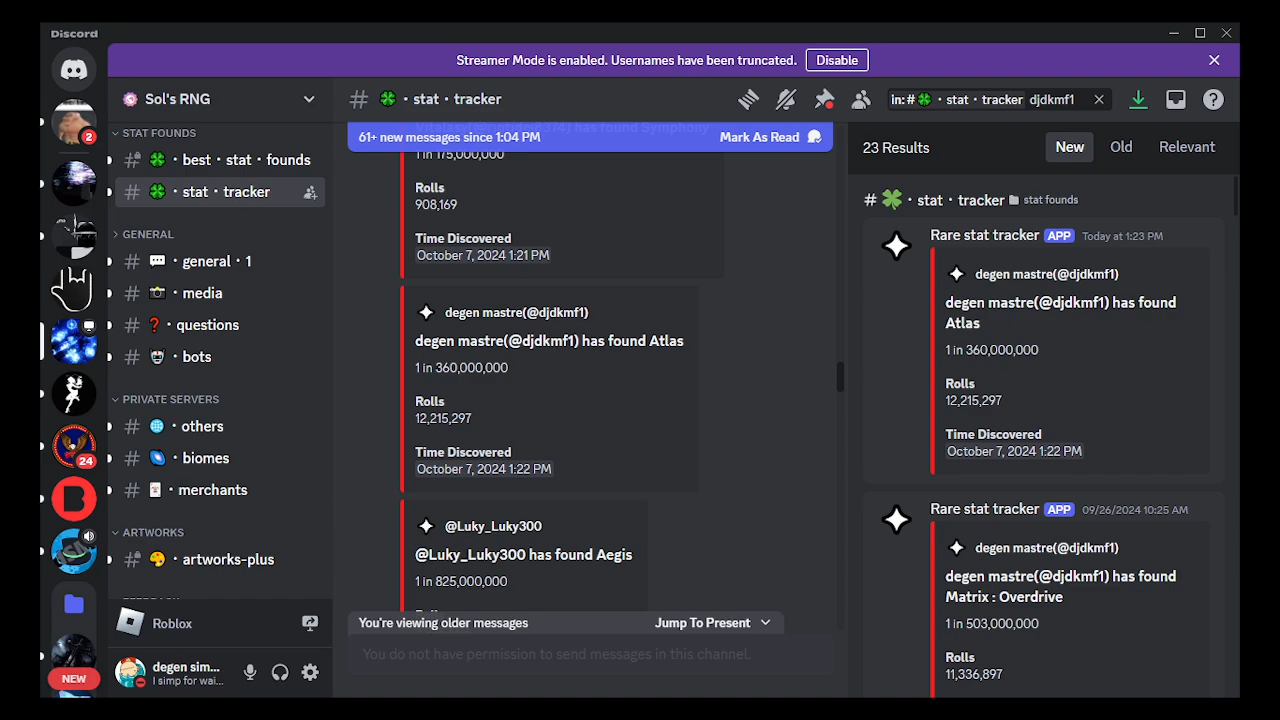 Discord
Streamer Mode is enabled. Usernames have been truncated. Disable
Sol's RNG
# · stat · tracker
in:# · stat · tracker djdkmf1
STAT FOUNDS
# · best · stat · founds
# · stat · tracker
GENERAL
# · general · 1
# · media
# · questions
# · bots
PRIVATE SERVERS
# · others
# · biomes
# · merchants
ARTWORKS
# · artworks-plus
Roblox
degen sim...
I simp for wai...
2
24
NEW
has found Symphony
61+ new messages since 1:04 PM Mark As Read
1 in 175,000,000
Rolls
908,169
Time Discovered
October 7, 2024 1:21 PM
degen mastre(@djdkmf1)
degen mastre(@djdkmf1) has found Atlas
1 in 360,000,000
Rolls
12,215,297
Time Discovered
October 7, 2024 1:22 PM
@Luky_Luky300
@Luky_Luky300 has found Aegis
1 in 825,000,000
You're viewing older messages Jump To Present
You do not have permission to send messages in this channel.
23 Results New Old Relevant
# · stat · tracker stat founds
Rare stat tracker APP Today at 1:23 PM
degen mastre(@djdkmf1)
degen mastre(@djdkmf1) has found
Atlas
1 in 360,000,000
Rolls
12,215,297
Time Discovered
October 7, 2024 1:22 PM
Rare stat tracker APP 09/26/2024 10:25 AM
degen mastre(@djdkmf1)
degen mastre(@djdkmf1) has found
Matrix : Overdrive
1 in 503,000,000
Rolls
11,336,897